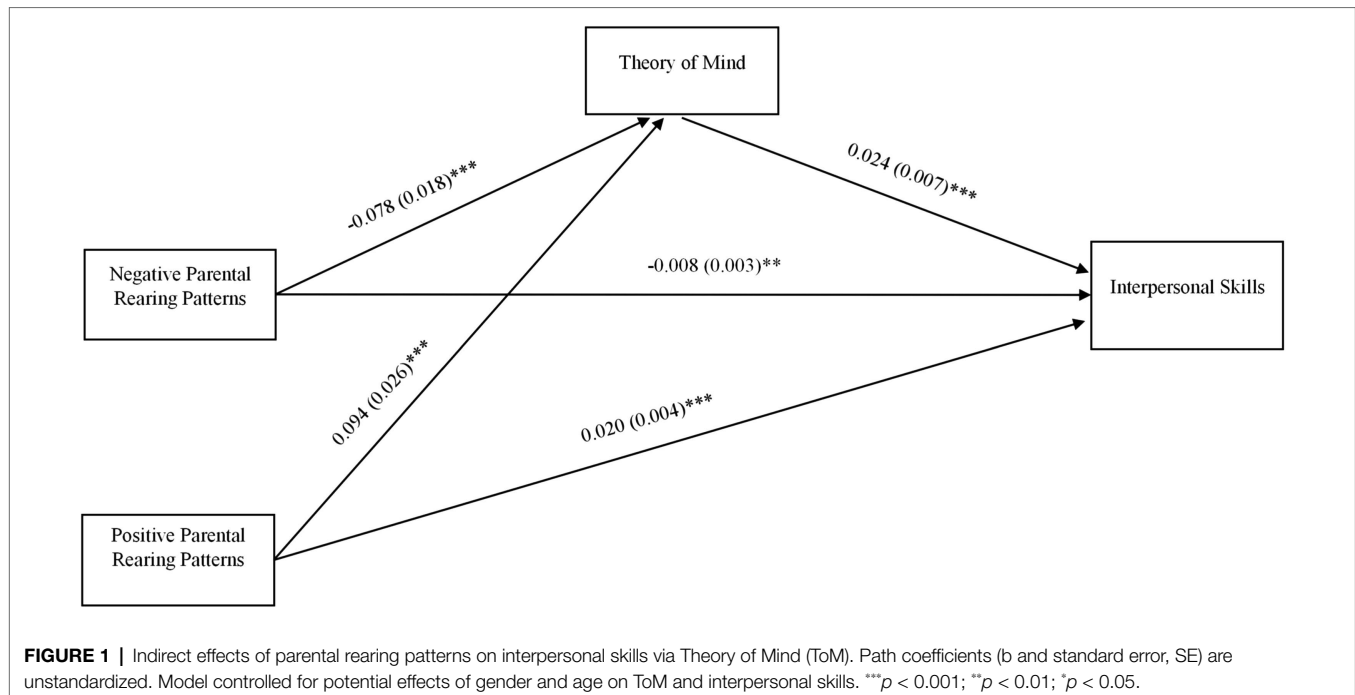 Theory of Mind
-0.078 (0.018)***
0.024 (0.007)***
Negative Parental
Rearing Patterns
-0.008 (0.003)**
Interpersonal Skills
0.094 (0.026)***
0.020 (0.004)***
Positive Parental
Rearing Patterns
FIGURE 1 | Indirect effects of parental rearing patterns on interpersonal skills via Theory of Mind (ToM). Path coefficients (b and standard error, SE) are
unstandardized. Model controlled for potential effects of gender and age on ToM and interpersonal skills. ***p < 0.001; **p < 0.01; *p < 0.05.